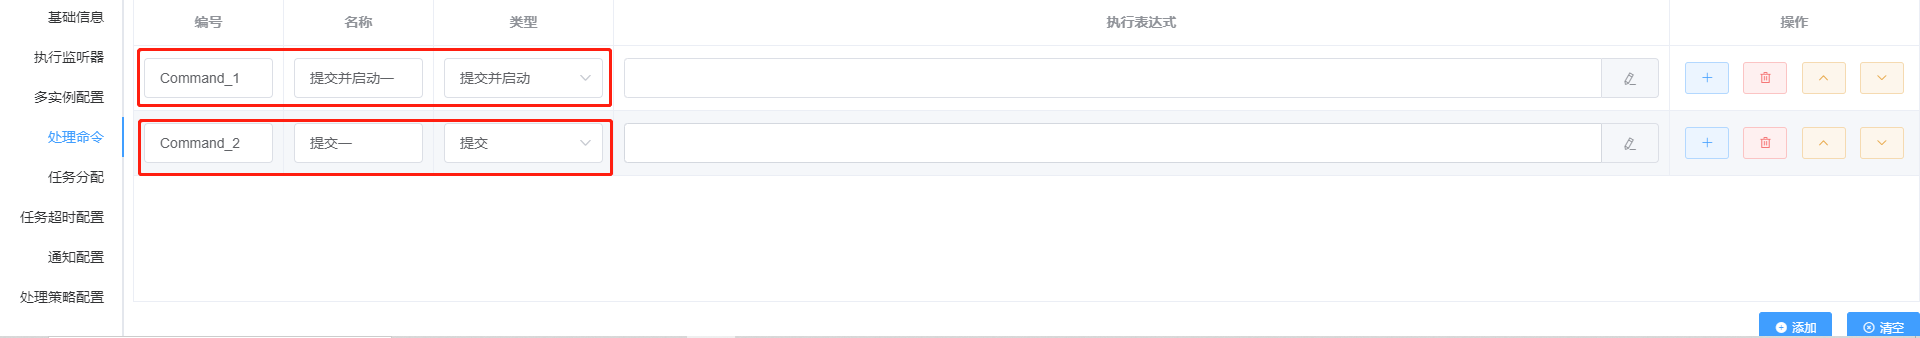 基础信息
执行监听器
多实例配置
处理命令
任务分配
任务超时配置
通知配置
处理策略配置
编号 名称 类型 执行表达式 操作
Command_1 提交并启动一 提交并启动
Command_2 提交一 提交
添加 清空